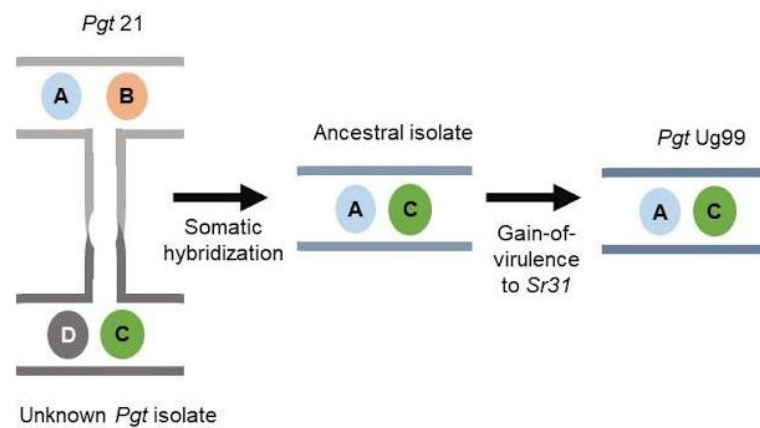 Pgt 21
A
B
Ancestral isolate
Pgt Ug99
A
C
A
C
Somatic
hybridization
Gain-of-
virulence
to Sr31
D
C
Unknown Pgt isolate